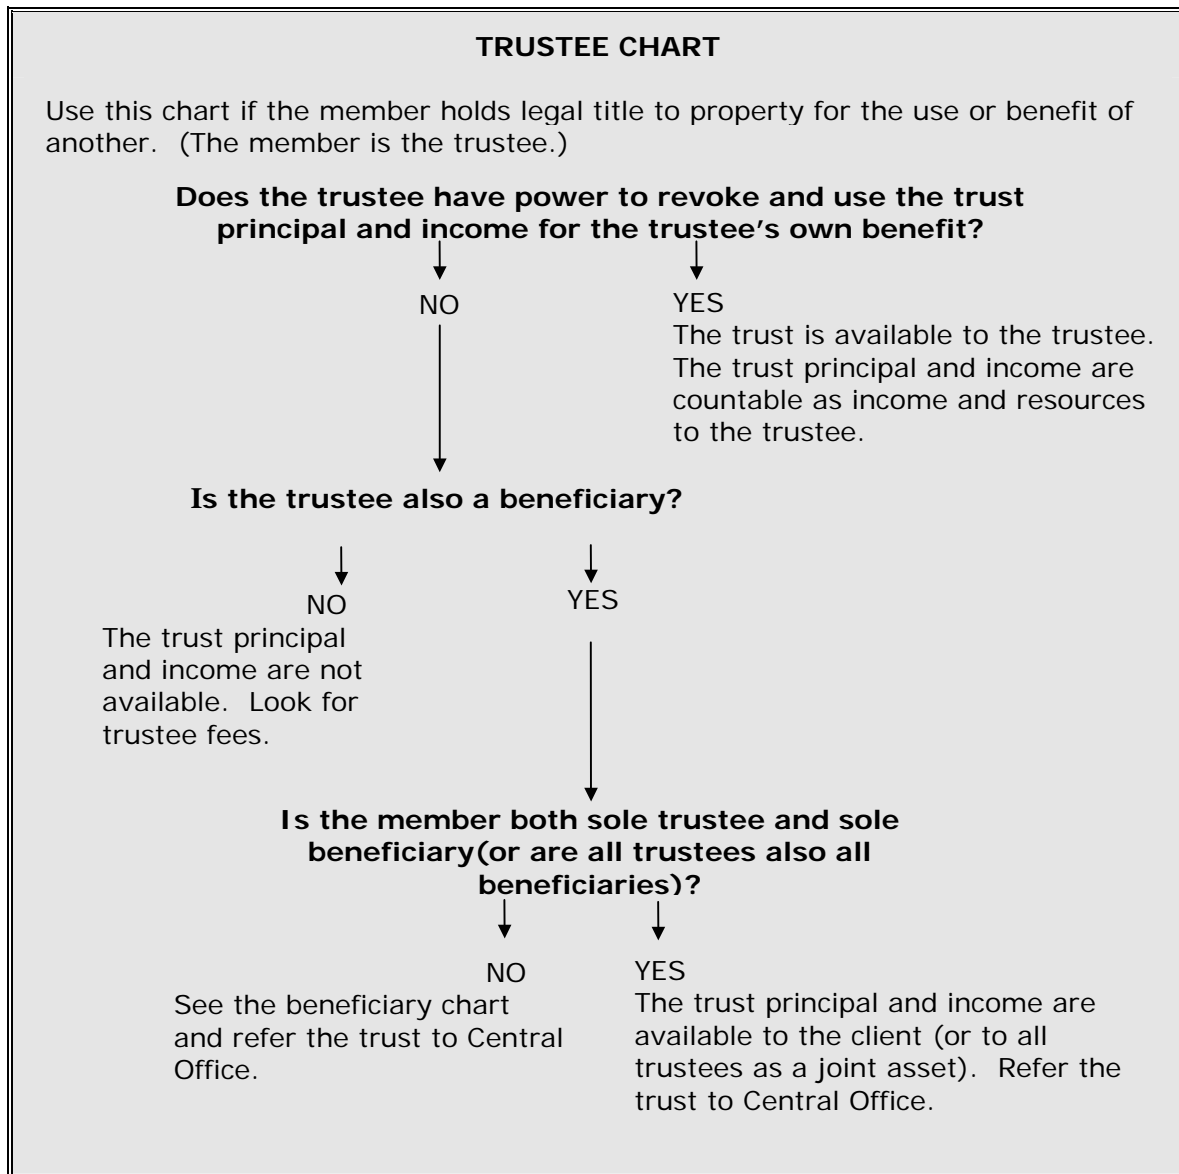 TRUSTEE CHART
Use this chart if the member holds legal title to property for the use or benefit of
another. (The member is the trustee.)
Does the trustee have power to revoke and use the trust
principal and income for the trustee's own benefit?
NO
YES
The trust is available to the trustee.
The trust principal and income are
countable as income and resources
to the trustee.
Is the trustee also a beneficiary?
NO
The trust principal
and income are not
available. Look for
trustee fees.
YES
Is the member both sole trustee and sole
beneficiary(or are all trustees also all
beneficiaries)?
NO
See the beneficiary chart
and refer the trust to Central
Office.
YES
The trust principal and income are
available to the client (or to all
trustees as a joint asset). Refer the
trust to Central Office.